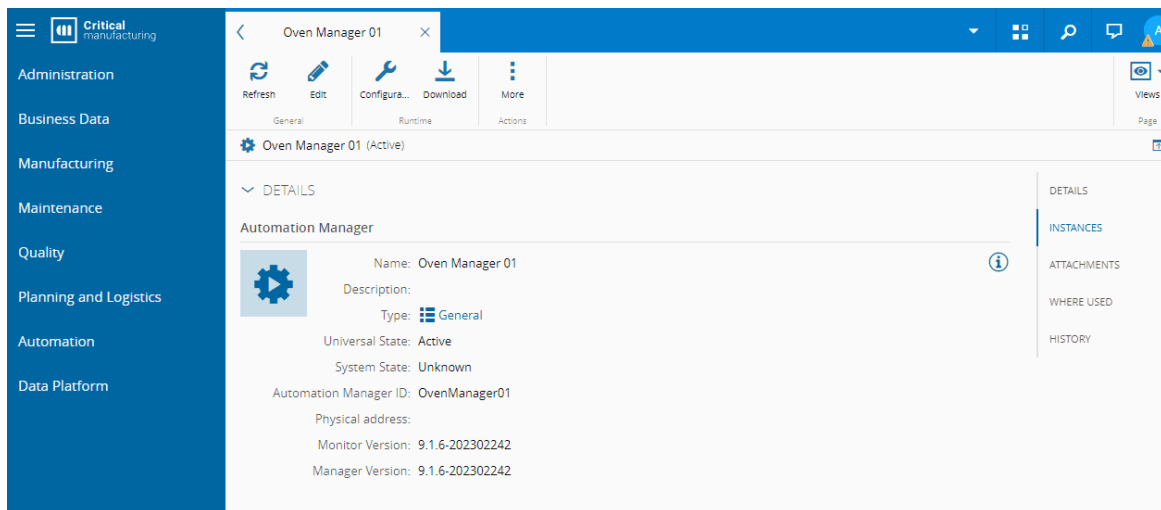 Critical
manufacturing
Oven Manager 01
Administration
Business Data
Manufacturing
Maintenance
Quality
Planning and Logistics
Automation
Data Platform
Refresh
Edit
Configura...
Download
More
Views
General
Runtime
Actions
Page
Oven Manager 01 (Active)
DETAILS
Automation Manager
Name: Oven Manager 01
Description:
Type: General
Universal State: Active
System State: Unknown
Automation Manager ID: OvenManager01
Physical address:
Monitor Version: 9.1.6-202302242
Manager Version: 9.1.6-202302242
DETAILS
INSTANCES
ATTACHMENTS
WHERE USED
HISTORY